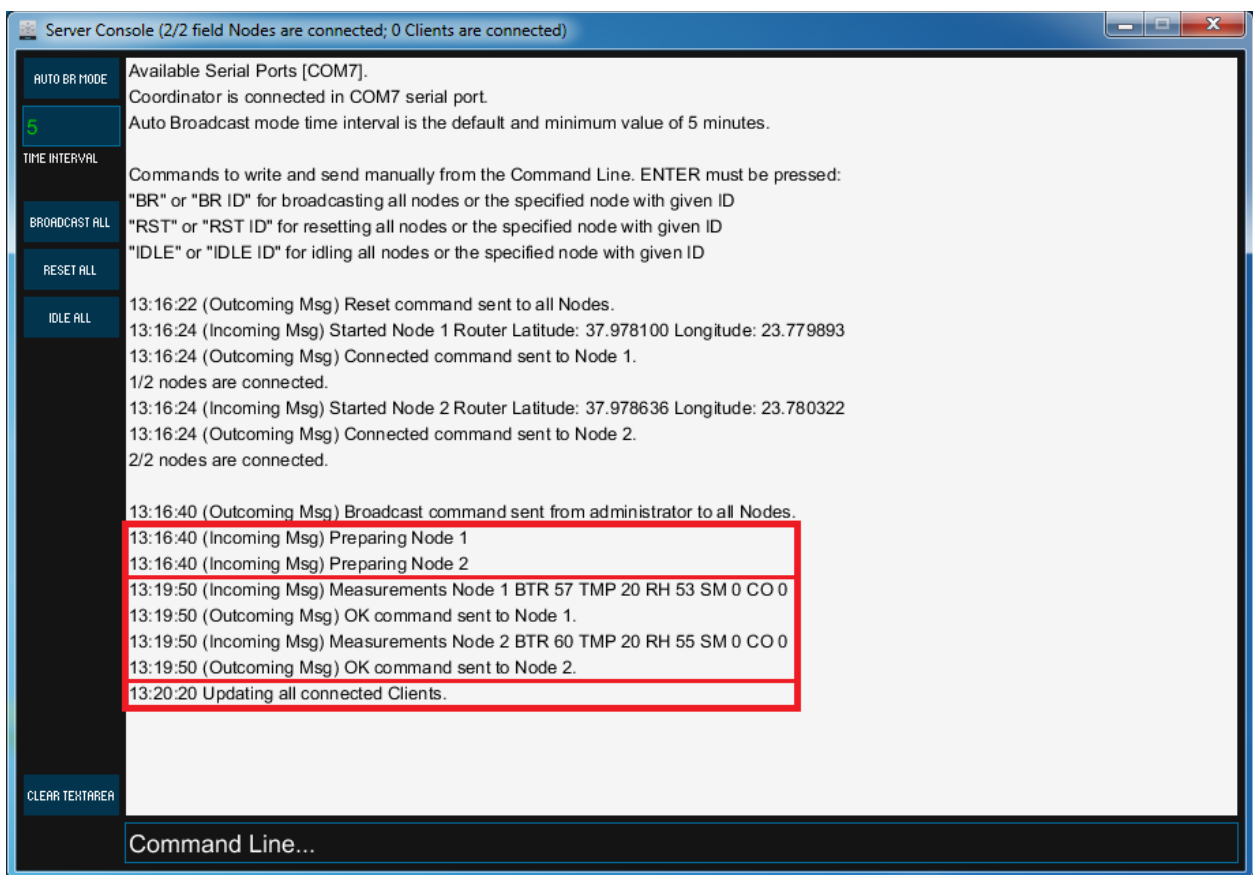 Server Console (2/2 field Nodes are connected; 0 Clients are connected)
AUTO BR MODE
5
TIME INTERVAL
BROADCAST ALL
RESET ALL
IDLE ALL
Available Serial Ports [COM7].
Coordinator is connected in COM7 serial port.
Auto Broadcast mode time interval is the default and minimum value of 5 minutes.
Commands to write and send manually from the Command Line. ENTER must be pressed:
"BR" or "BR ID" for broadcasting all nodes or the specified node with given ID
"RST" or "RST ID" for resetting all nodes or the specified node with given ID
"IDLE" or "IDLE ID" for idling all nodes or the specified node with given ID
13:16:22 (Outcoming Msg) Reset command sent to all Nodes.
13:16:24 (Incoming Msg) Started Node 1 Router Latitude: 37.978100 Longitude: 23.779893
13:16:24 (Outcoming Msg) Connected command sent to Node 1.
1/2 nodes are connected.
13:16:24 (Incoming Msg) Started Node 2 Router Latitude: 37.978636 Longitude: 23.780322
13:16:24 (Outcoming Msg) Connected command sent to Node 2.
2/2 nodes are connected.
13:16:40 (Outcoming Msg) Broadcast command sent from administrator to all Nodes.
13:16:40 (Incoming Msg) Preparing Node 1
13:16:40 (Incoming Msg) Preparing Node 2
13:19:50 (Incoming Msg) Measurements Node 1 BTR 57 TMP 20 RH 53 SM 0 CO 0
13:19:50 (Outcoming Msg) OK command sent to Node 1.
13:19:50 (Incoming Msg) Measurements Node 2 BTR 60 TMP 20 RH 55 SM 0 CO 0
13:19:50 (Outcoming Msg) OK command sent to Node 2.
13:20:20 Updating all connected Clients.
CLEAR TEXTAREA
Command Line...